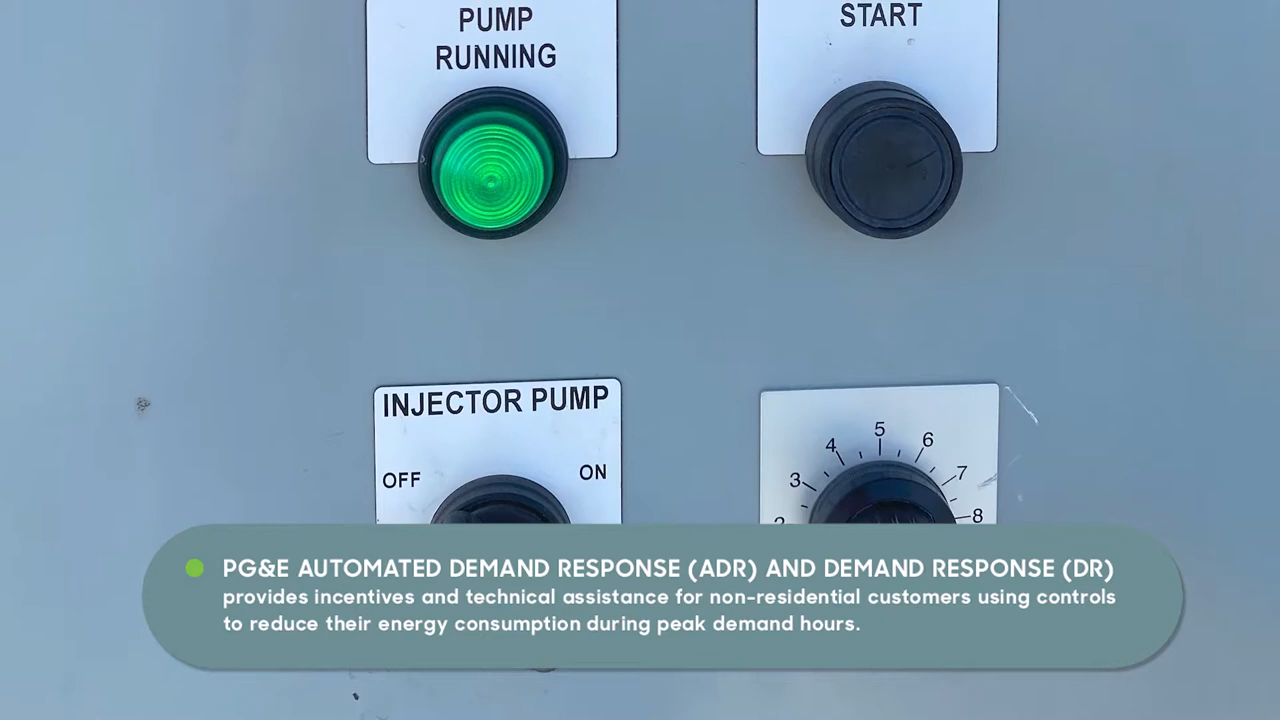 PUMP
RUNNING
START
INJECTOR PUMP
OFF
ON
3
4
5
6
7
8
PG&E AUTOMATED DEMAND RESPONSE (ADR) AND DEMAND RESPONSE (DR)
provides incentives and technical assistance for non-residential customers using controls
to reduce their energy consumption during peak demand hours.